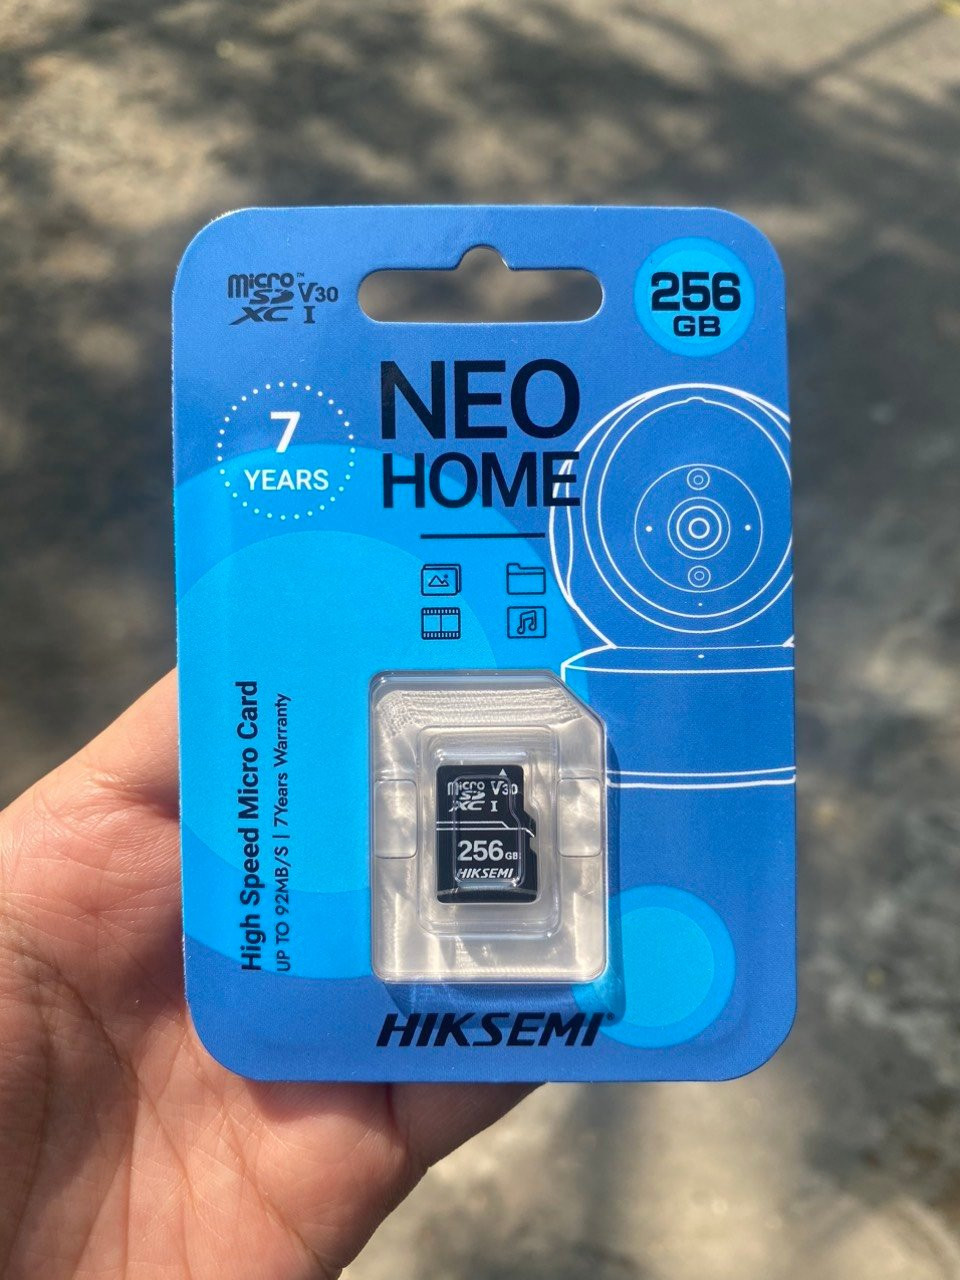 micro SD XC™ V30 I
256
GB
NEO
HOME
7
YEARS
High Speed Micro Card
UP TO 92MB/S | 7Years Warranty
micro SD XC V30 I
256GB
HIKSEMI
HIKSEMI®